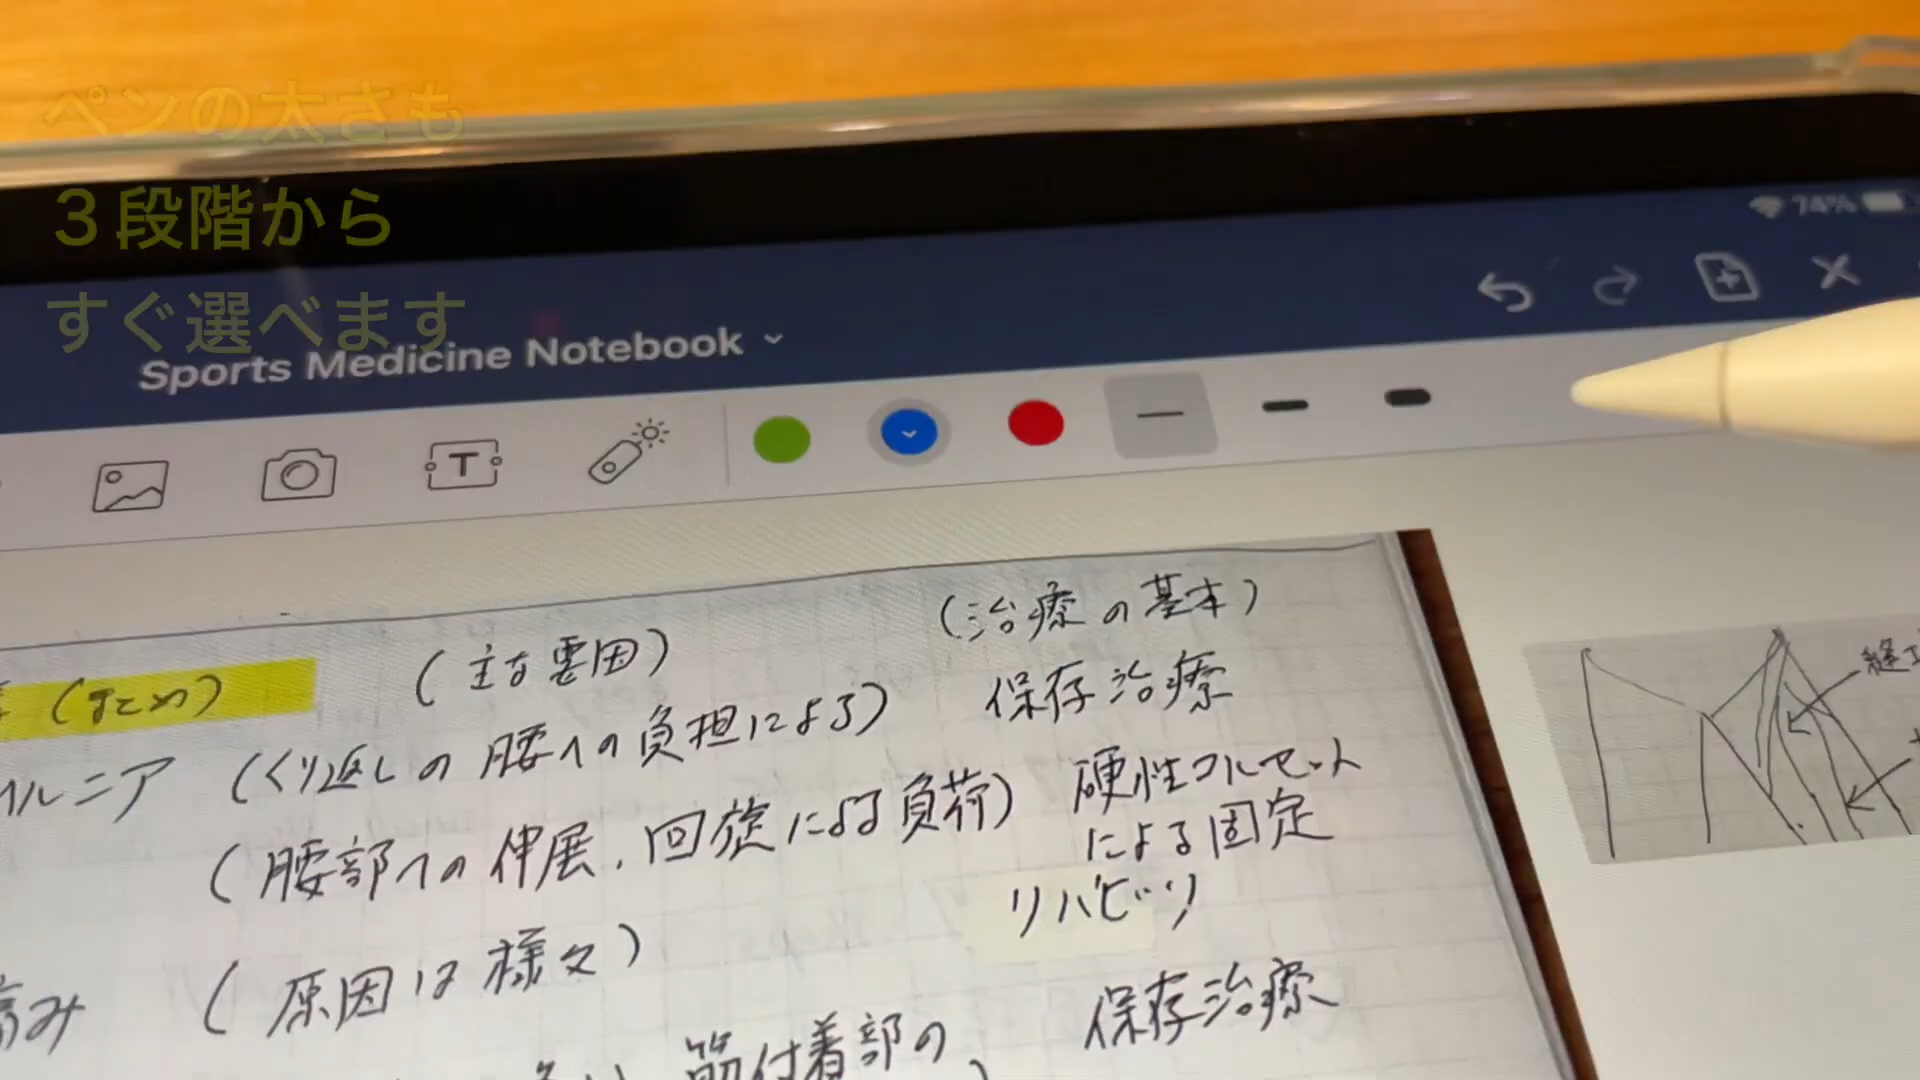 ペンの太さも
３段階から
すぐ選べます
74%
Sports Medicine Notebook
T
(まとめ)
(主な要因)
(治療の基本)
ヘルニア (くり返しの腰への負担による) 保存治療
(腰部への伸展、回旋による負荷) 硬性コルセット
による固定
リハビリ
痛み (原因は様々)
保存治療
筋付着部の